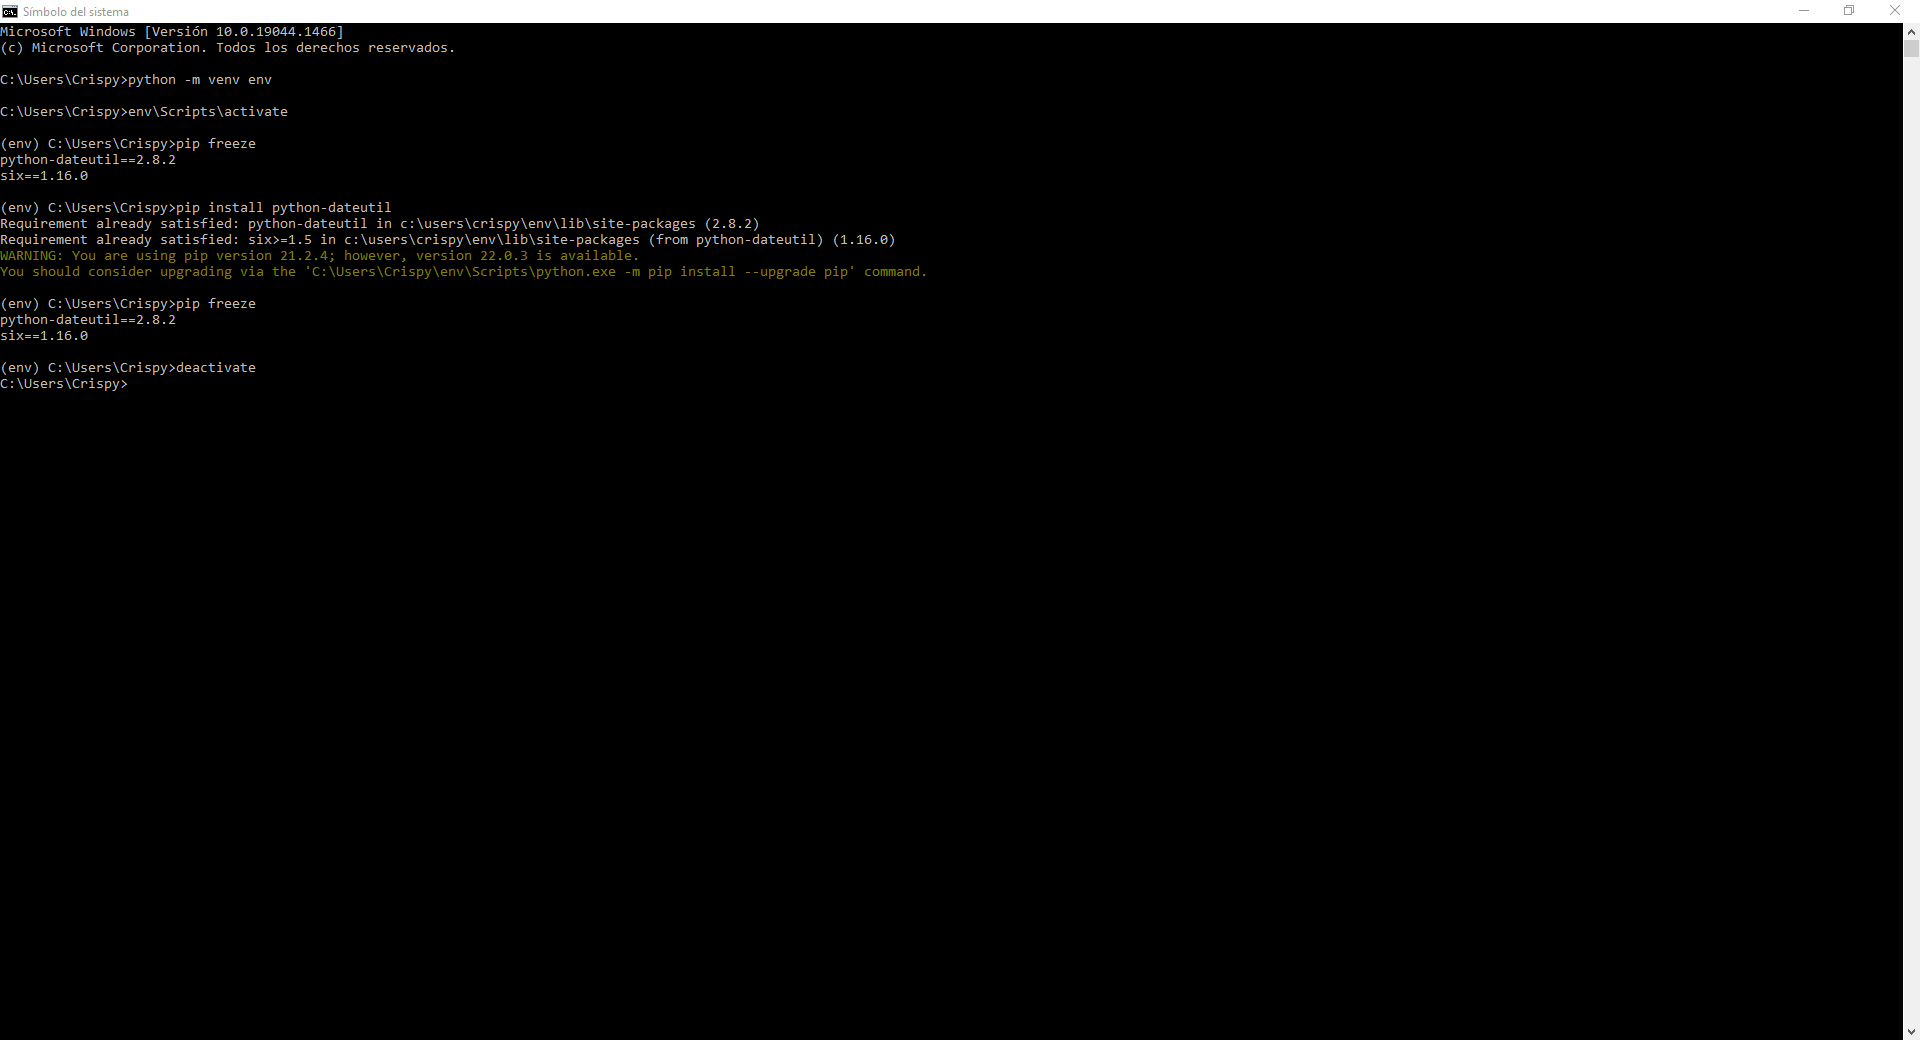 Símbolo del sistema
Microsoft Windows [Versión 10.0.19044.1466]
(c) Microsoft Corporation. Todos los derechos reservados.
C:\Users\Crispy>python -m venv env
C:\Users\Crispy>env\Scripts\activate
(env) C:\Users\Crispy>pip freeze
python-dateutil==2.8.2
six==1.16.0
(env) C:\Users\Crispy>pip install python-dateutil
Requirement already satisfied: python-dateutil in c:\users\crispy\env\lib\site-packages (2.8.2)
Requirement already satisfied: six>=1.5 in c:\users\crispy\env\lib\site-packages (from python-dateutil) (1.16.0)
WARNING: You are using pip version 21.2.4; however, version 22.0.3 is available.
You should consider upgrading via the 'C:\Users\Crispy\env\Scripts\python.exe -m pip install --upgrade pip' command.
(env) C:\Users\Crispy>pip freeze
python-dateutil==2.8.2
six==1.16.0
(env) C:\Users\Crispy>deactivate
C:\Users\Crispy>